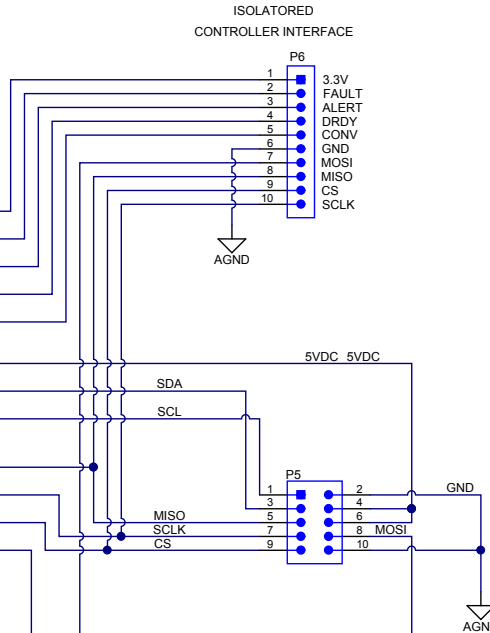 ISOLATORED
CONTROLLER INTERFACE
P6
1 3.3V
2 FAULT
3 ALERT
4 DRDY
5 CONV
6 GND
7 MOSI
8 MISO
9 CS
10 SCLK
AGND
5VDC 5VDC
SDA
SCL
P5
1 2 GND
3 4
MISO 5 6
SCLK 7 8 MOSI
CS 9 10
AGN